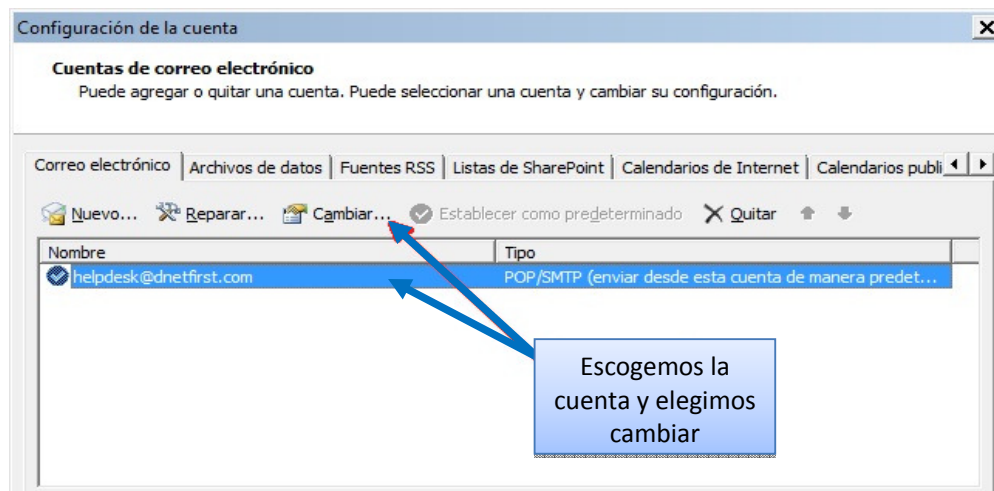 Configuración de la cuenta
Cuentas de correo electrónico
Puede agregar o quitar una cuenta. Puede seleccionar una cuenta y cambiar su configuración.
Correo electrónico Archivos de datos Fuentes RSS Listas de SharePoint Calendarios de Internet Calendarios publi
Nuevo... Reparar... Cambiar... Establecer como predeterminado Quitar
Nombre Tipo
helpdesk@dnetfirst.com POP/SMTP (enviar desde esta cuenta de manera predet...
Escogemos la
cuenta y elegimos
cambiar